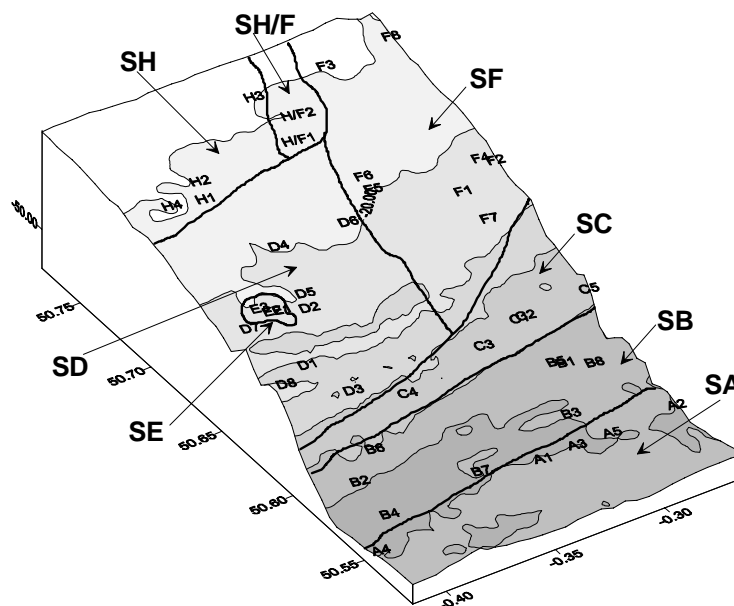 SH/F
SH
SF
F8
F3
H3
H/F2
H/F1
F4
F2
F6
H2
F1
H1
H4
-20.00
D6
F7
-50.00
SC
D4
C5
D5
D2
D7
50.75
SB
C3
SD
D1
B8
50.70
D8
D3
C4
SA
A2
SE
B3
50.65
A5
B6
A3
A1
B7
B2
50.60
B4
-0.30
A4
50.55
-0.35
-0.40